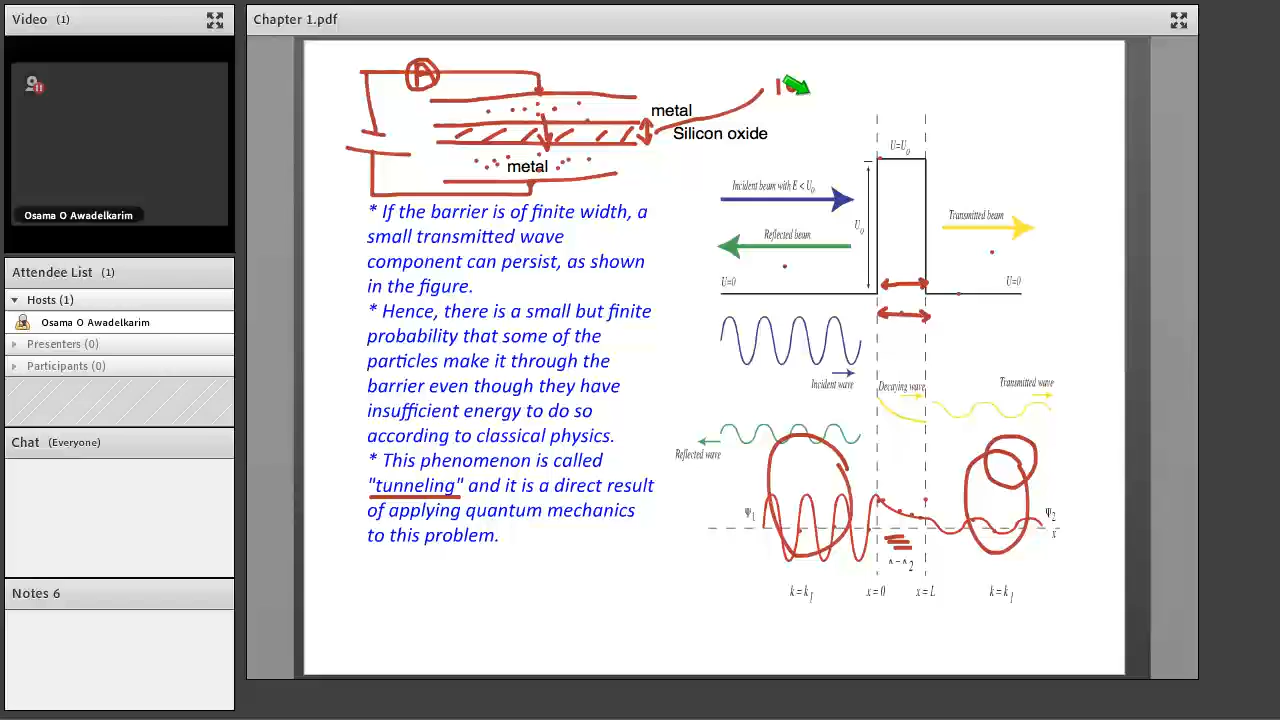 Video (1)
Osama O Awadelkarim
Attendee List (1)
Hosts (1)
Osama O Awadelkarim
Presenters (0)
Participants (0)
Chat (Everyone)
Notes 6
Chapter 1.pdf
A
metal
Silicon oxide
metal
* If the barrier is of finite width, a
small transmitted wave
component can persist, as shown
in the figure.
* Hence, there is a small but finite
probability that some of the
particles make it through the
barrier even though they have
insufficient energy to do so
according to classical physics.
* This phenomenon is called
"tunneling" and it is a direct result
of applying quantum mechanics
to this problem.
U=U0
Incident beam with E < U0
Transmitted beam
U0
Reflected beam
U=0
U=0
Incident wave
Decaying wave
Transmitted wave
Reflected wave
Ψ1
Ψ2
x
k = k1
x = 0
x = L
k = k1